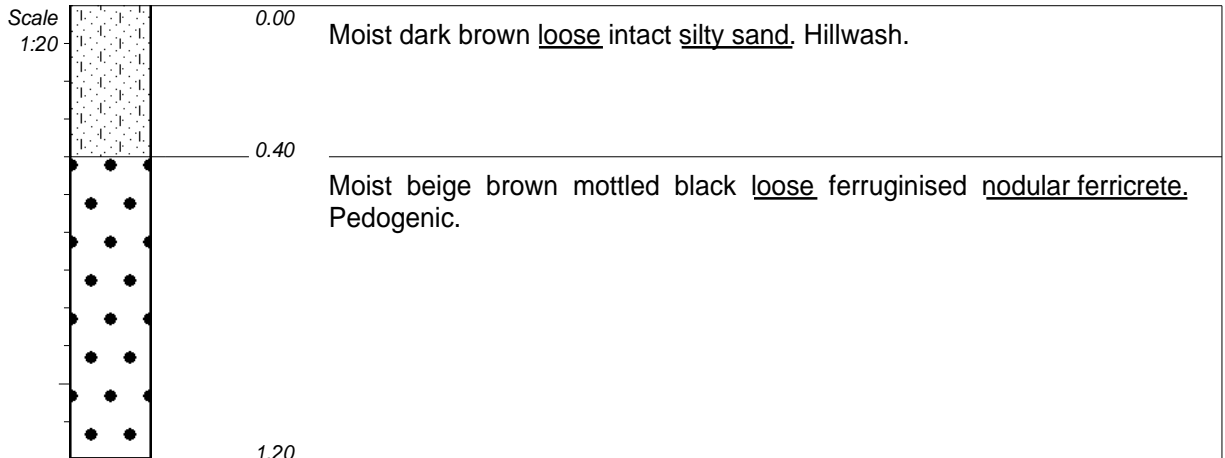 Scale
1:20
0.00
Moist dark brown loose intact silty sand. Hillwash.
0.40
Moist beige brown mottled black loose ferruginised nodular ferricrete.
Pedogenic.
1.20